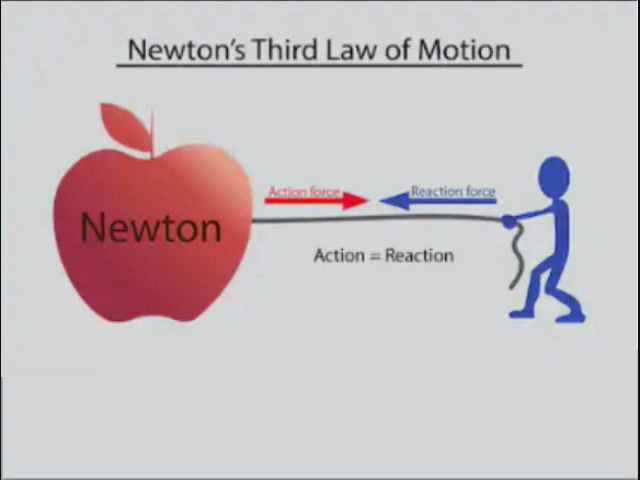 Newton's Third Law of Motion
Action force
Reaction force
Newton
Action = Reaction